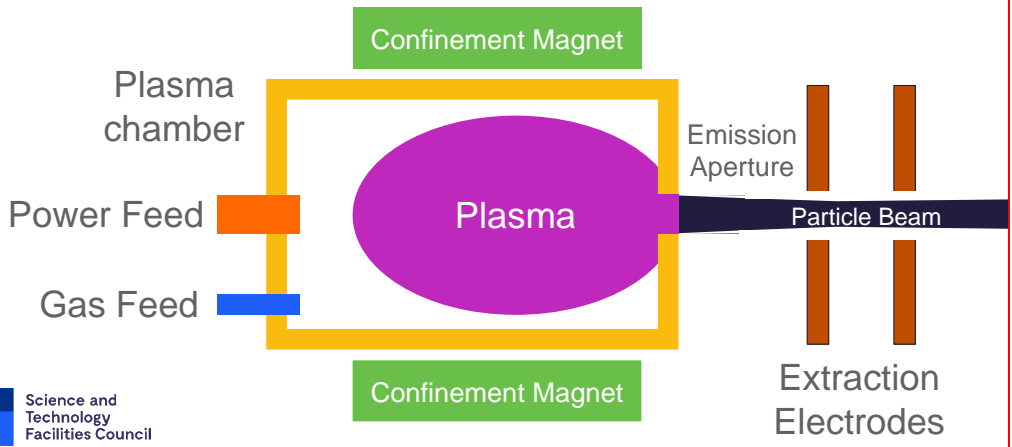 Confinement Magnet
Plasma
chamber
Emission
Aperture
Power Feed
Plasma
Particle Beam
Gas Feed
Confinement Magnet
Extraction
Electrodes
Science and
Technology
Facilities Council